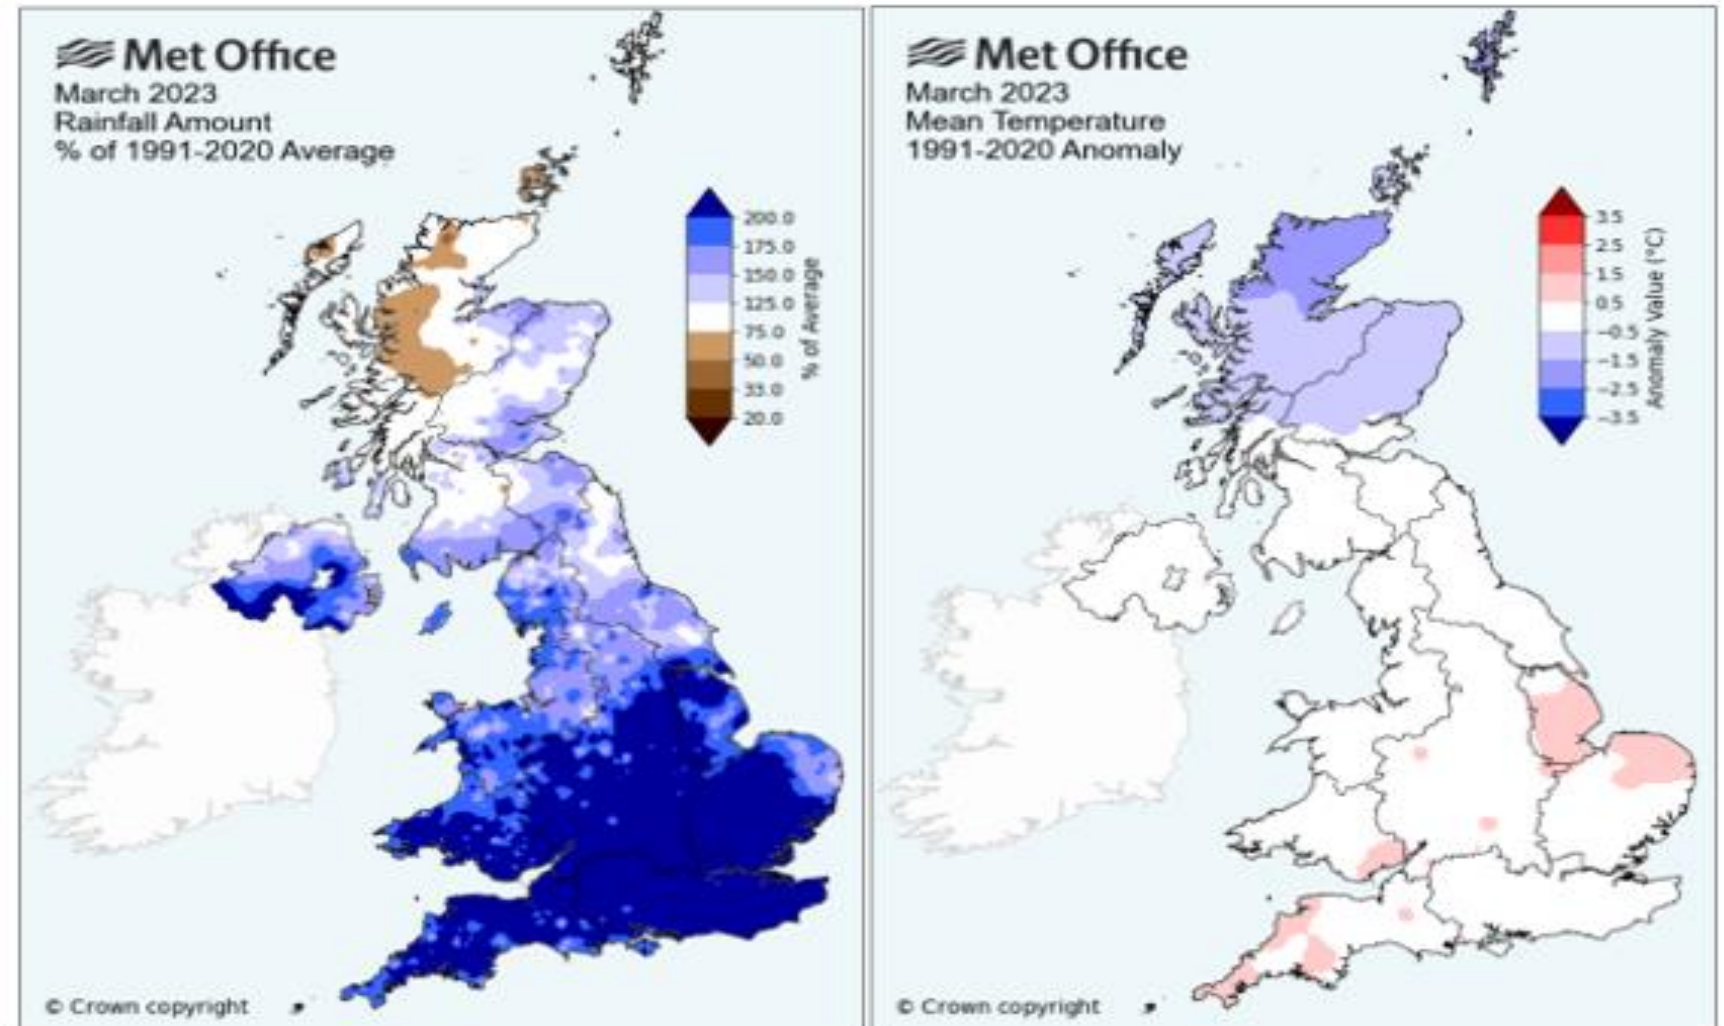 Met Office
March 2023
Rainfall Amount
% of 1991-2020 Average
200.0
175.0
150.0
125.0
75.0
50.0
33.0
20.0
% of Average
© Crown copyright
Met Office
March 2023
Mean Temperature
1991-2020 Anomaly
3.5
2.5
1.5
0.5
−0.5
−1.5
−2.5
−3.5
Anomaly Value (°C)
© Crown copyright